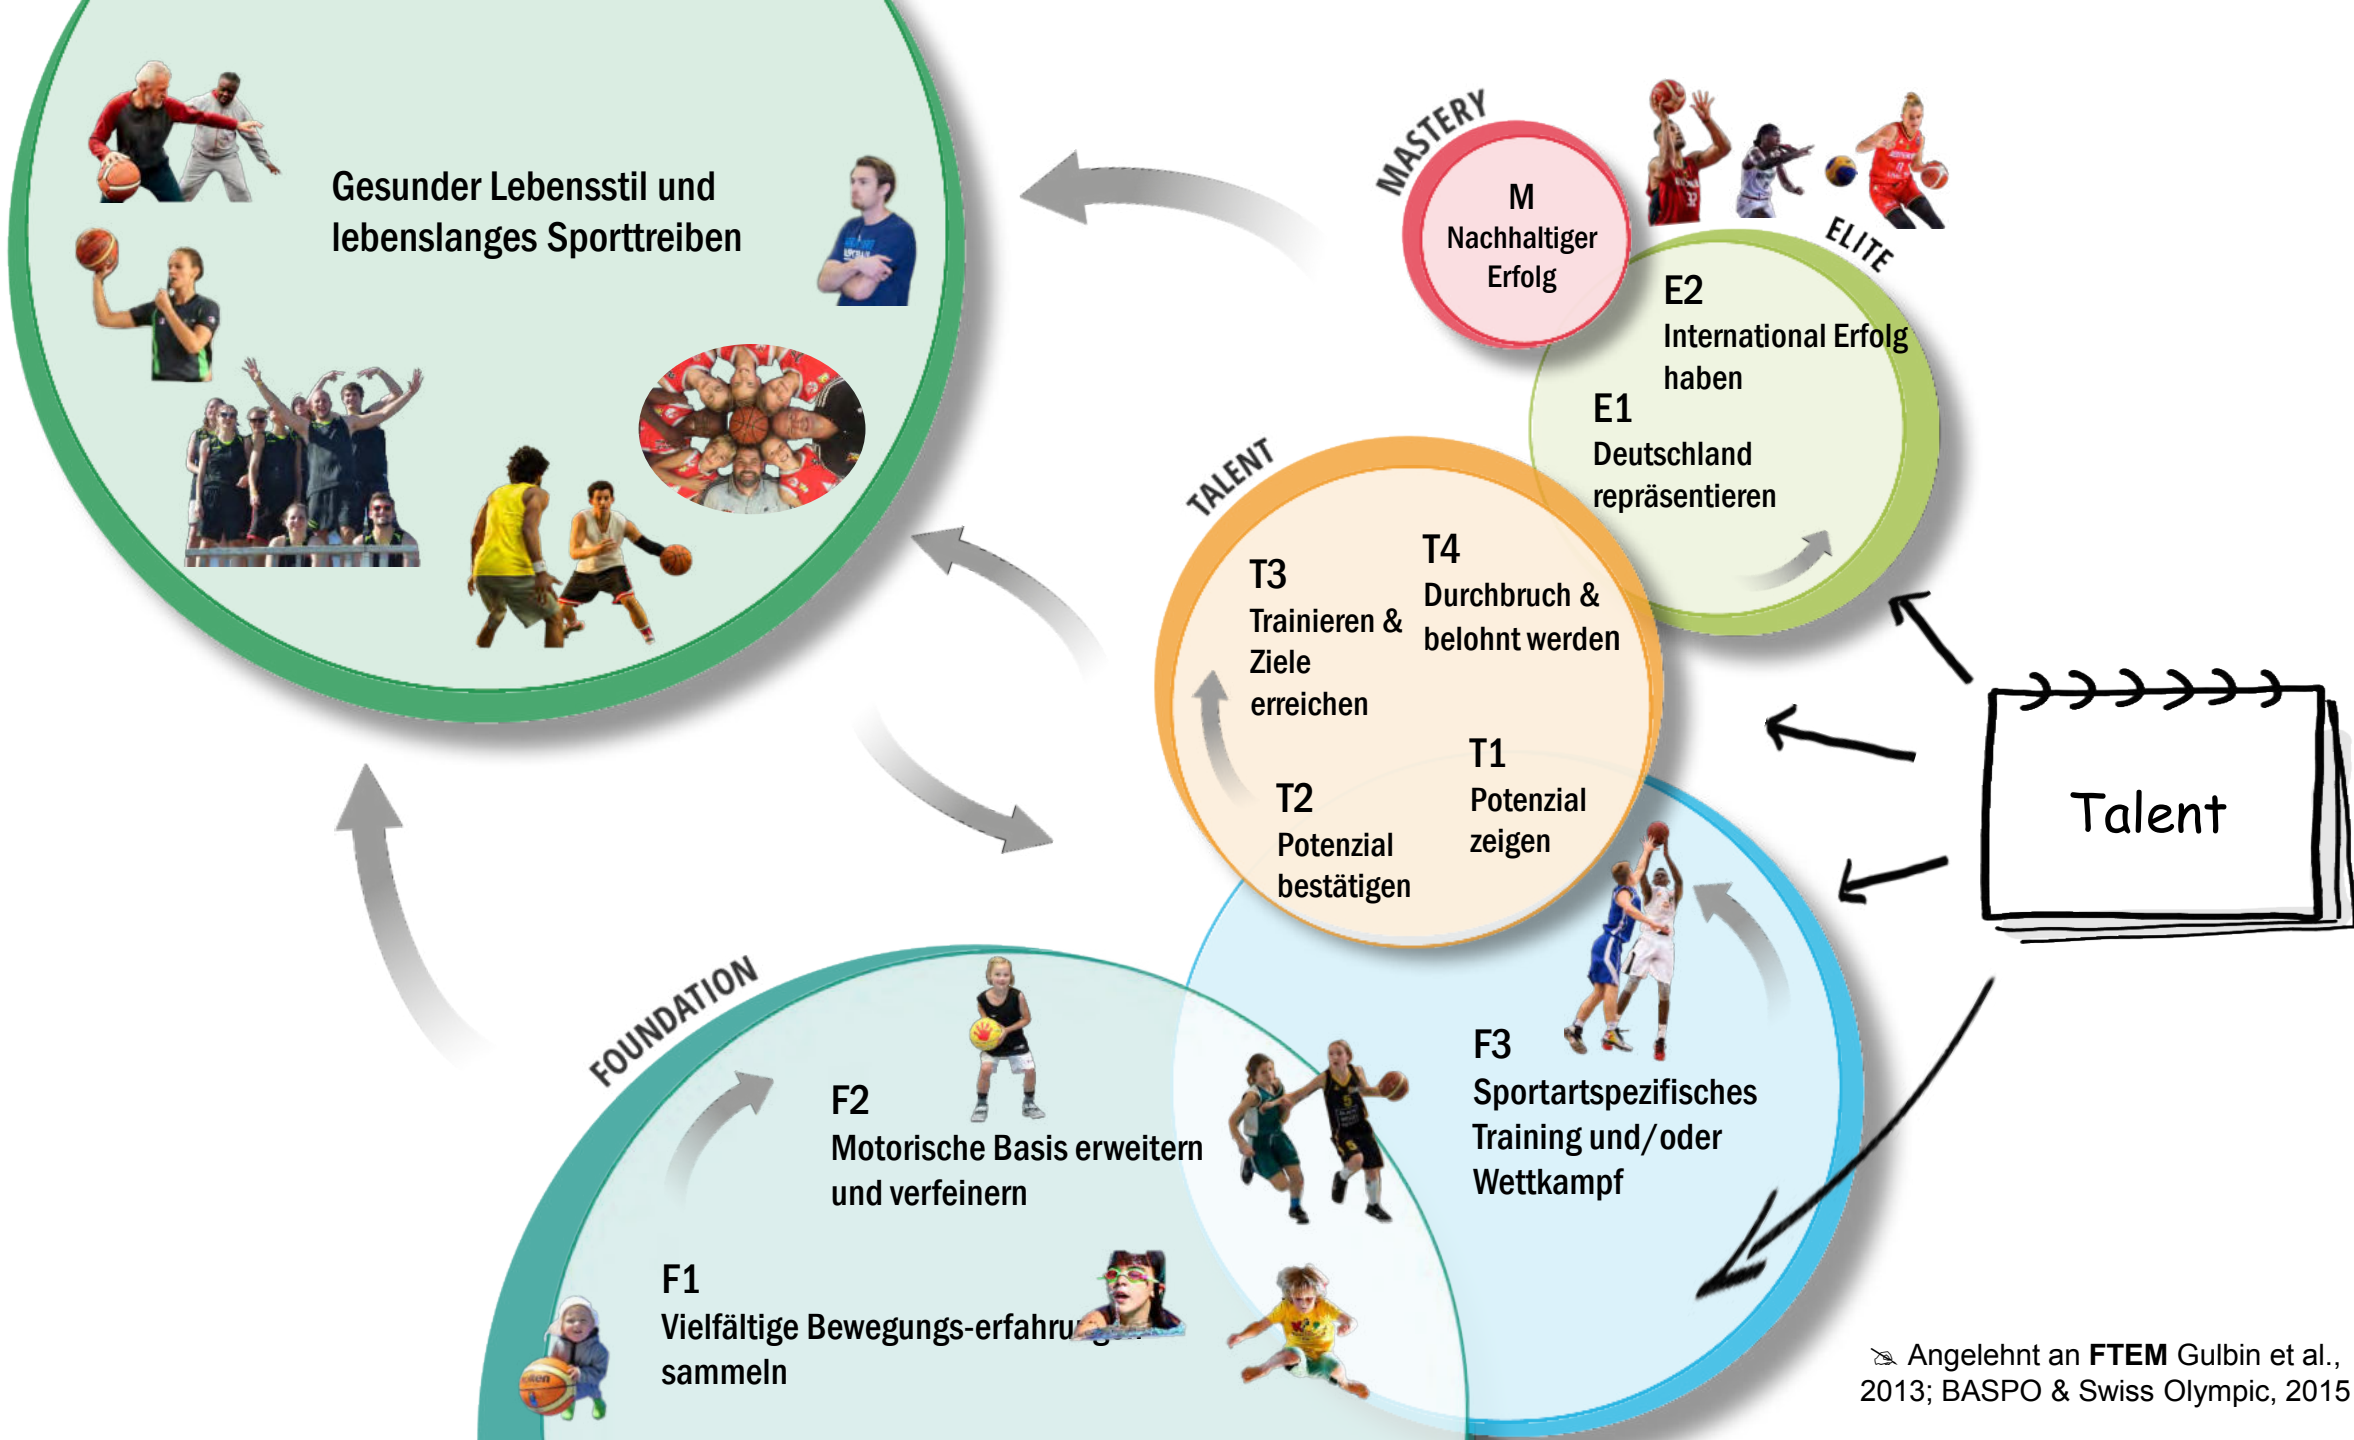 Gesunder Lebensstil und
lebenslanges Sporttreiben
MASTERY
M
Nachhaltiger
Erfolg
ELITE
E2
International Erfolg
haben
E1
Deutschland
repräsentieren
TALENT
T3
Trainieren &
Ziele
erreichen
T4
Durchbruch &
belohnt werden
T1
Potenzial
zeigen
T2
Potenzial
bestätigen
Talent
FOUNDATION
F2
Motorische Basis erweitern
und verfeinern
F3
Sportartspezifisches
Training und/oder
Wettkampf
F1
Vielfältige Bewegungs-erfahrungen
sammeln
Angelehnt an FTEM Gulbin et al.,
2013; BASPO & Swiss Olympic, 2015